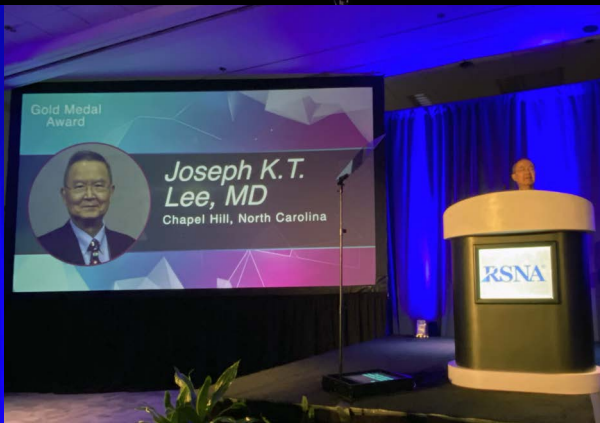 Gold Medal
Award
Joseph K.T.
Lee, MD
Chapel Hill, North Carolina
RSNA